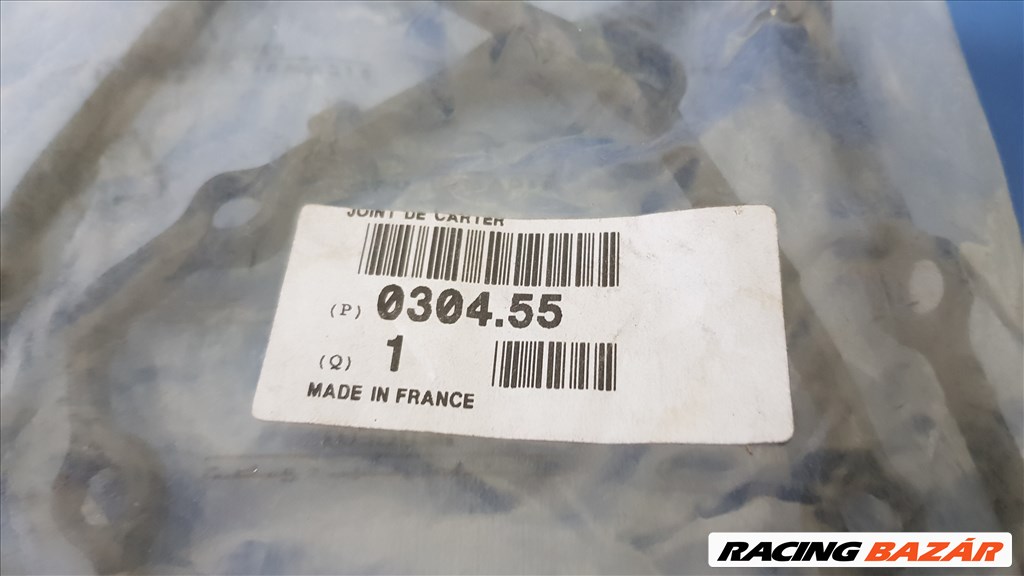 JOINT DE CARTER
(P) 0304.55
(Q) 1
MADE IN FRANCE
RACING BAZÁR